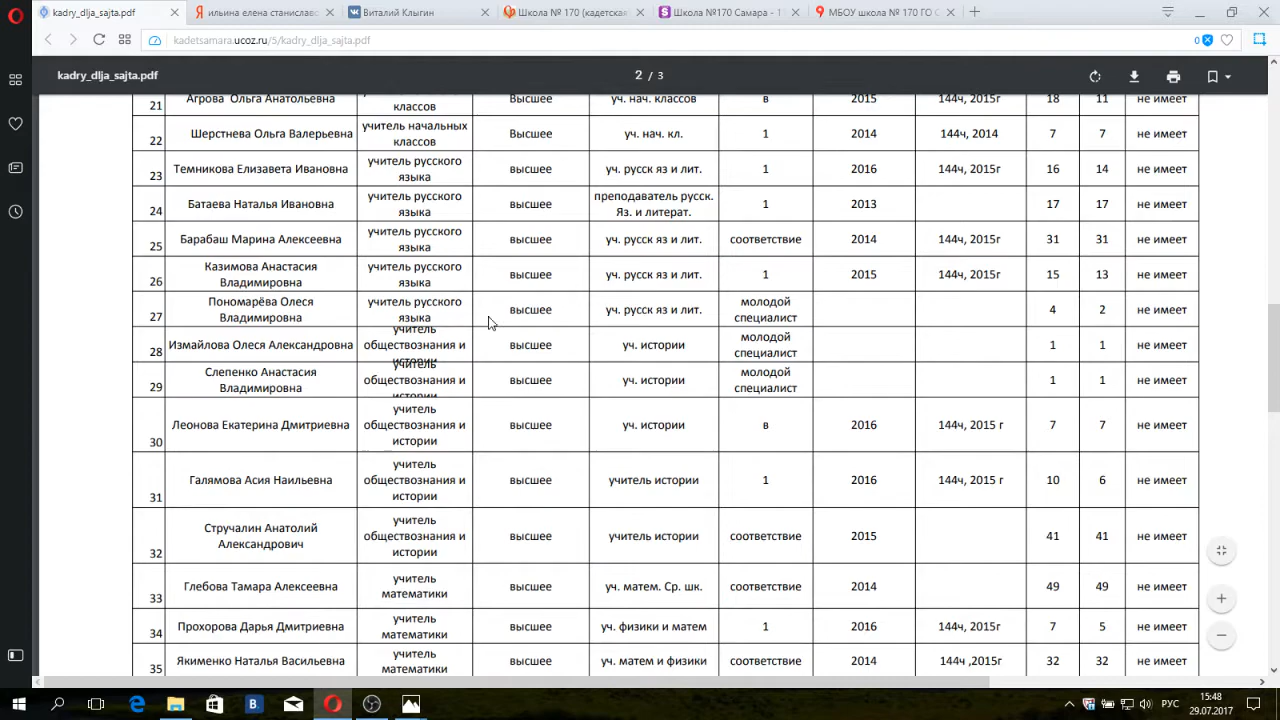 kadry_dlja_sajta.pdf
ильина елена станиславс
Виталий Клыгин
Школа № 170 (кадетская
Школа №170 Самара - 1
МБОУ школа № 170 ГО С
kadetsamara.ucoz.ru/5/kadry_dlja_sajta.pdf
0
kadry_dlja_sajta.pdf
2 / 3
21 Агрова Ольга Анатольевна классов Высшее уч. нач. классов в 2015 144ч, 2015г 18 11 не имеет
22 Шерстнева Ольга Валерьевна учитель начальных классов Высшее уч. нач. кл. 1 2014 144ч, 2014 7 7 не имеет
23 Темникова Елизавета Ивановна учитель русского языка высшее уч. русск яз и лит. 1 2016 144ч, 2015г 16 14 не имеет
24 Батаева Наталья Ивановна учитель русского языка высшее преподаватель русск. Яз. и литерат. 1 2013 17 17 не имеет
25 Барабаш Марина Алексеевна учитель русского языка высшее уч. русск яз и лит. соответствие 2014 144ч, 2015г 31 31 не имеет
26 Казимова Анастасия Владимировна учитель русского языка высшее уч. русск яз и лит. 1 2015 144ч, 2015г 15 13 не имеет
27 Пономарёва Олеся Владимировна учитель русского языка высшее уч. русск яз и лит. молодой специалист 4 2 не имеет
28 Измайлова Олеся Александровна учитель обществознания и истории высшее уч. истории молодой специалист 1 1 не имеет
29 Слепенко Анастасия Владимировна учитель обществознания и истории высшее уч. истории молодой специалист 1 1 не имеет
30 Леонова Екатерина Дмитриевна учитель обществознания и истории высшее уч. истории в 2016 144ч, 2015 г 7 7 не имеет
31 Галямова Асия Наильевна учитель обществознания и истории высшее учитель истории 1 2016 144ч, 2015 г 10 6 не имеет
32 Стручалин Анатолий Александрович учитель обществознания и истории высшее учитель истории соответствие 2015 41 41 не имеет
33 Глебова Тамара Алексеевна учитель математики высшее уч. матем. Ср. шк. соответствие 2014 49 49 не имеет
34 Прохорова Дарья Дмитриевна учитель математики высшее уч. физики и матем 1 2016 144ч, 2015г 7 5 не имеет
35 Якименко Наталья Васильевна учитель математики высшее уч. матем и физики соответствие 2014 144ч ,2015г 32 32 не имеет
РУС
15:48
29.07.2017